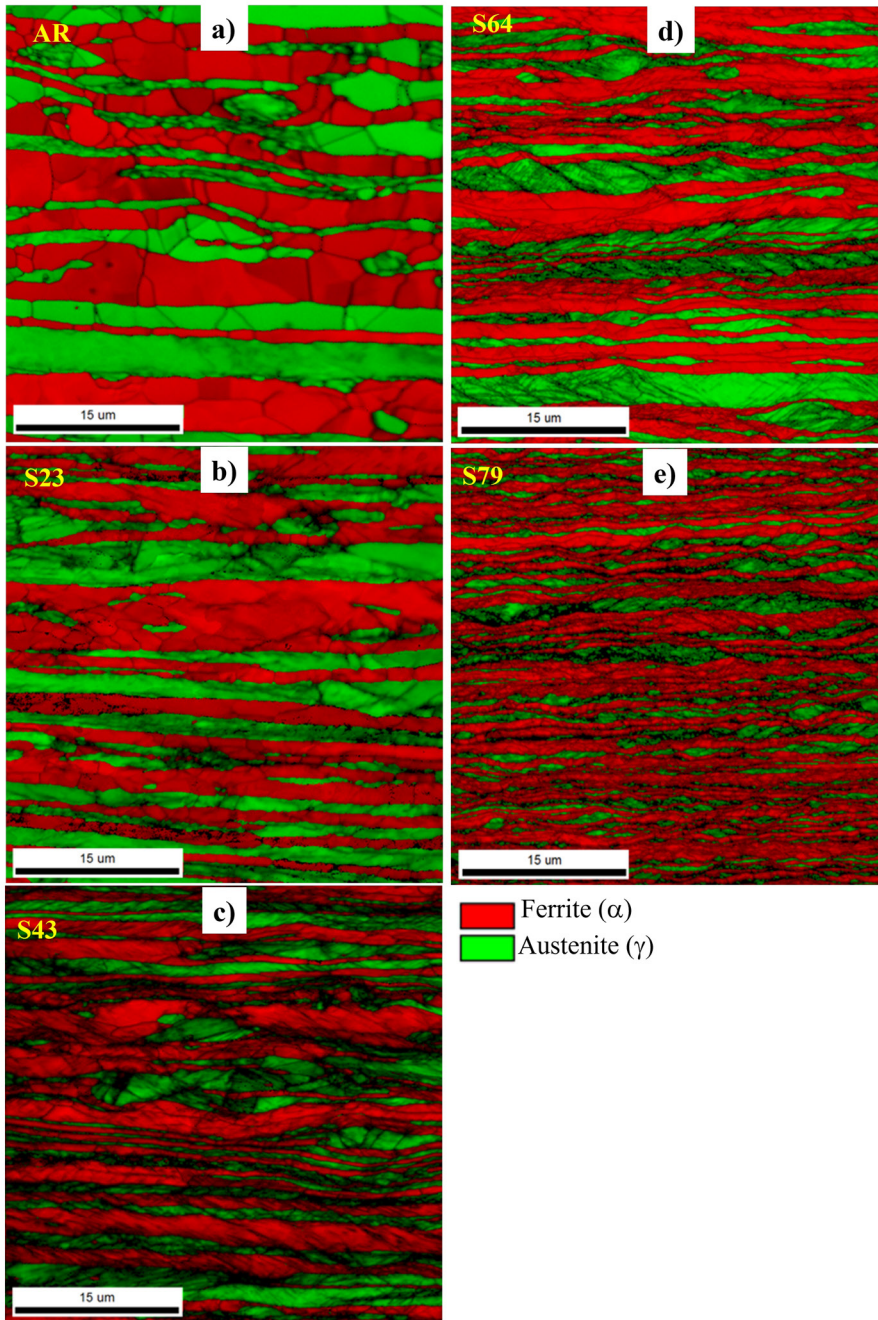 AR
a)
15 um
S23
b)
15 um
S43
c)
15 um
S64
d)
15 um
S79
e)
15 um
Ferrite (α)
Austenite (γ)